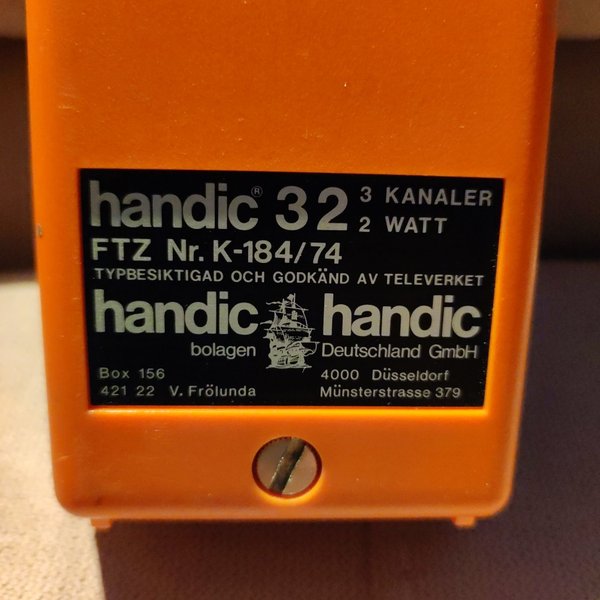 handic® 32 3 KANALER
2 WATT
FTZ Nr. K-184/74
TYPBESIKTIGAD OCH GODKÄND AV TELEVERKET
handic handic
bolagen Deutschland GmbH
Box 156 4000 Düsseldorf
421 22 V. Frölunda Münsterstrasse 379